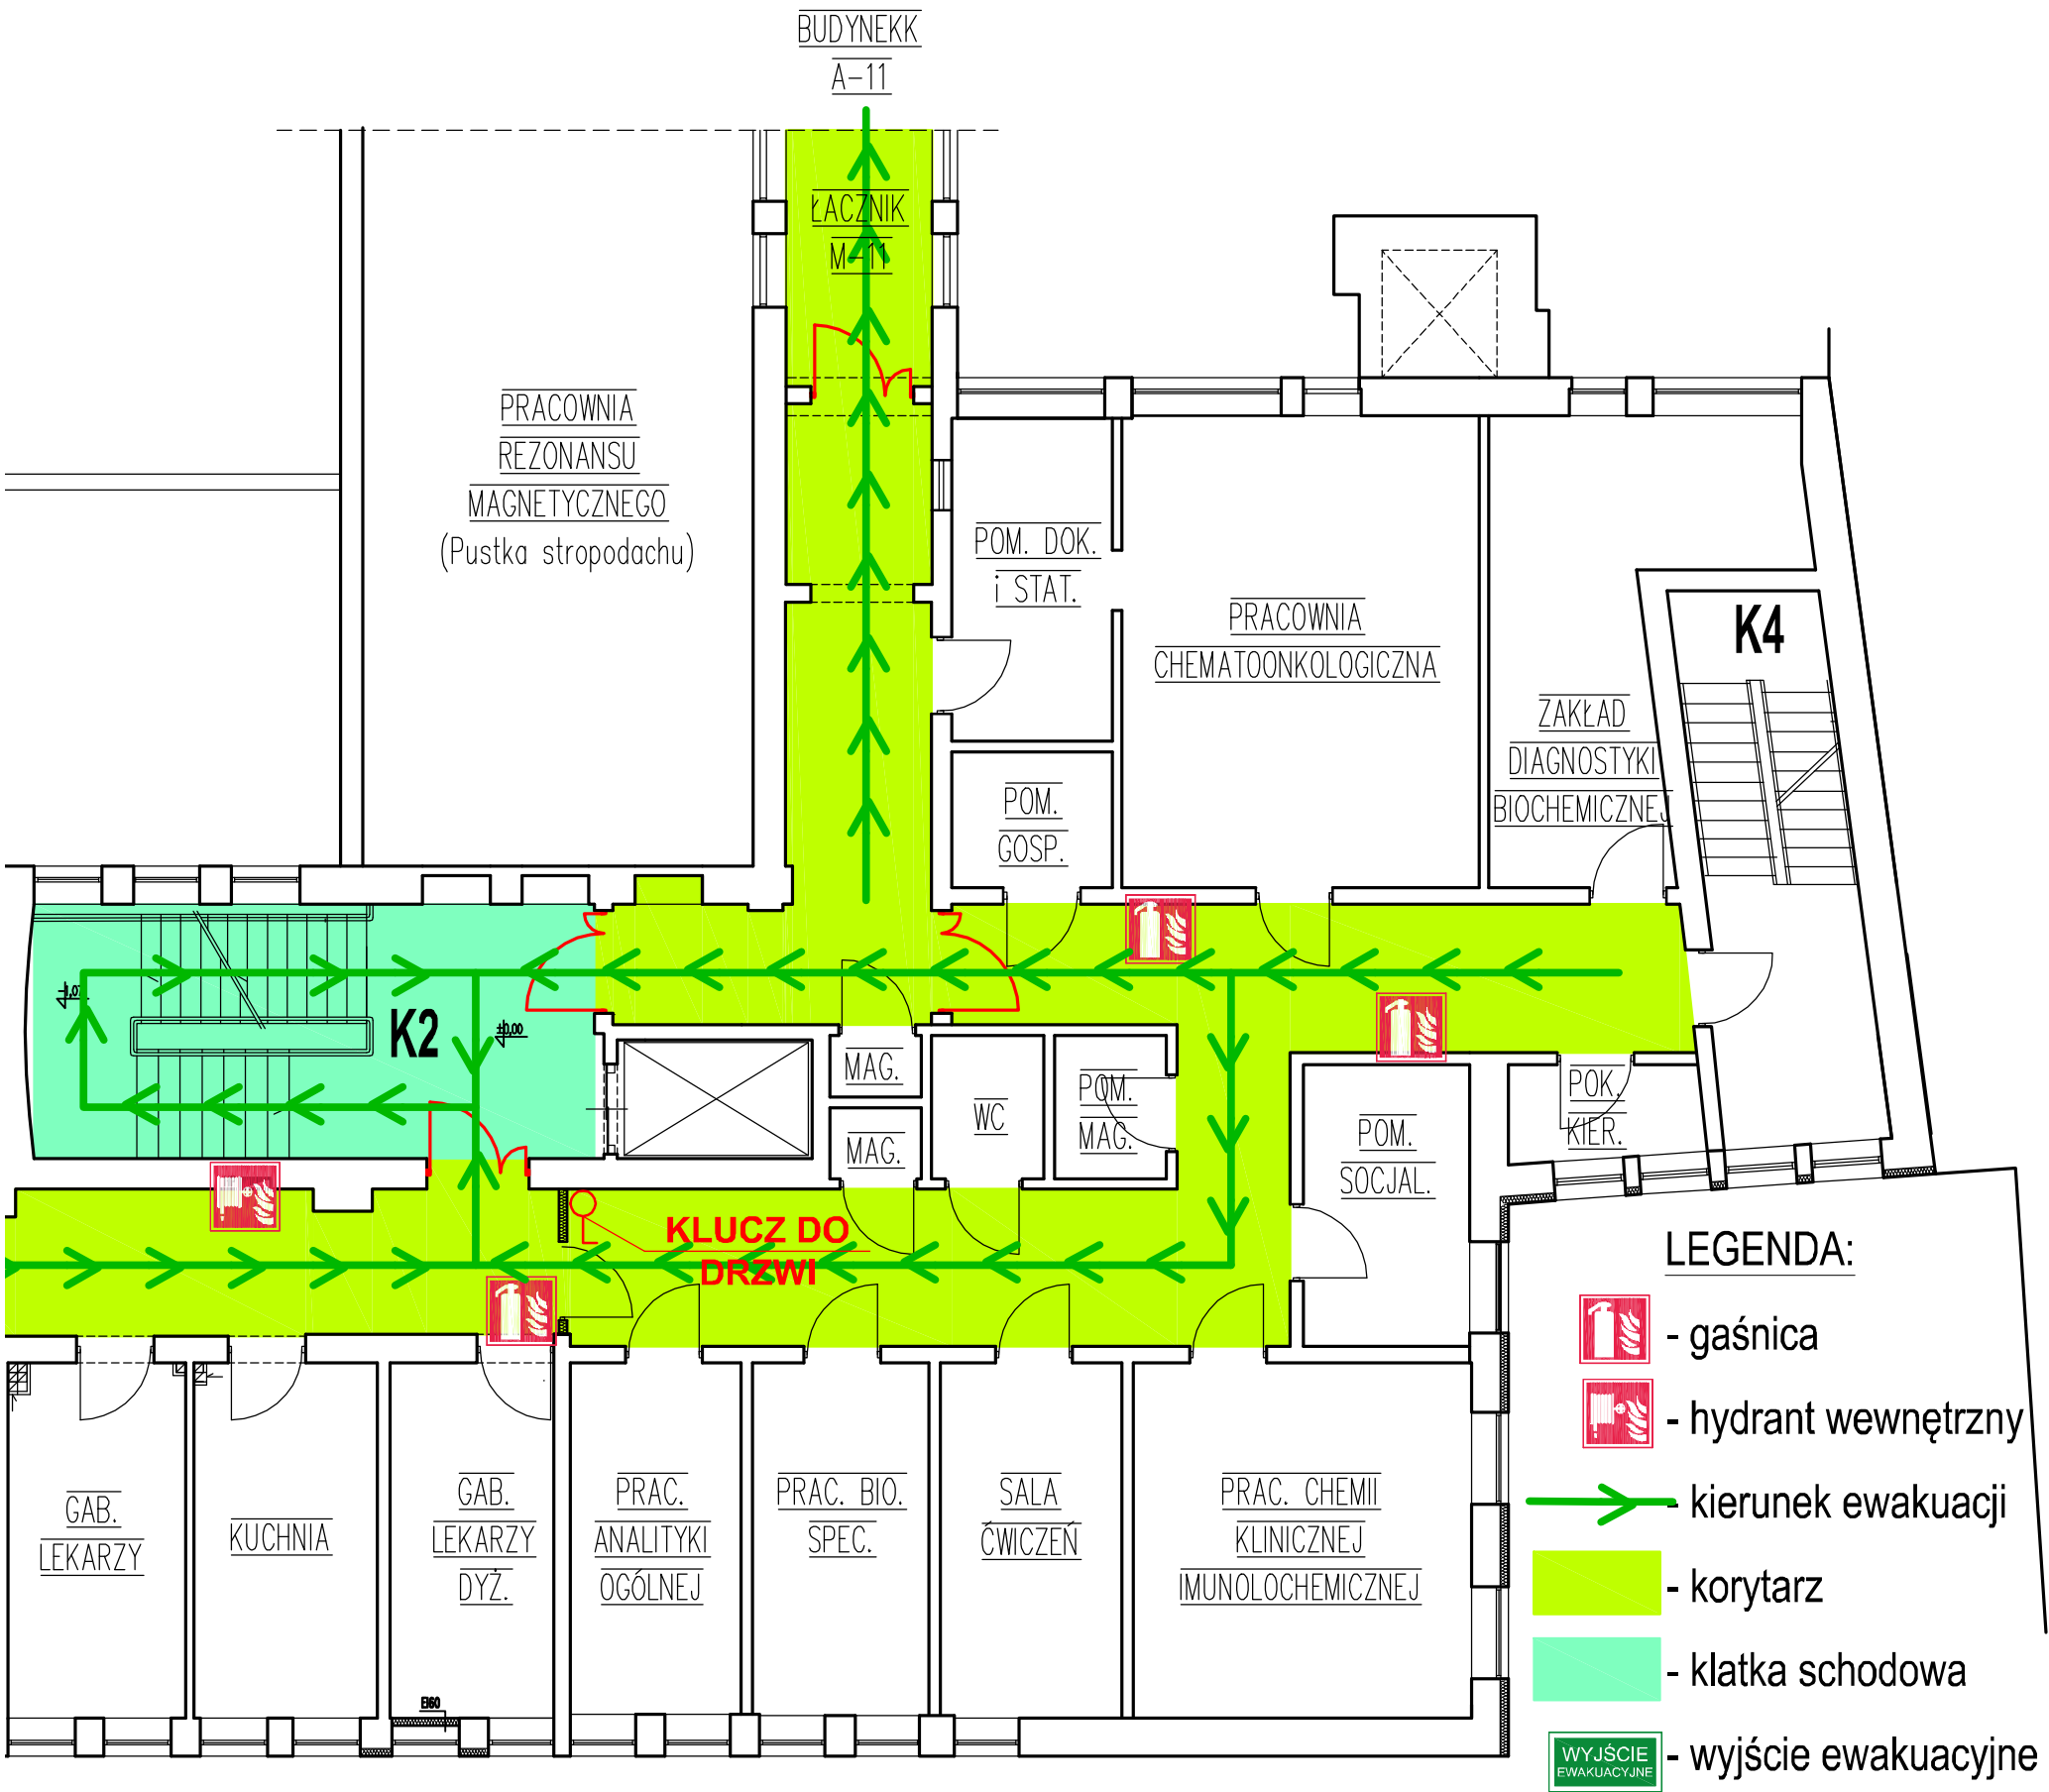 BUDYNEKK
A-11
ŁACZNIK
M-11
PRACOWNIA
REZONANSU
MAGNETYCZNEGO
(Pustka stropodachu)
POM. DOK.
i STAT.
PRACOWNIA
CHEMATOONKOLOGICZNA
K4
ZAKŁAD
DIAGNOSTYKI
BIOCHEMICZNEJ
POM.
GOSP.
K2
±0,00
MAG.
MAG.
WC
POM.
MAG.
POM.
SOCJAL.
POK.
KIER.
KLUCZ DO
DRZWI
GAB.
LEKARZY
KUCHNIA
GAB.
LEKARZY
DYŻ.
EI60
PRAC.
ANALITYKI
OGÓLNEJ
PRAC. BIO.
SPEC.
SALA
ĆWICZEŃ
PRAC. CHEMII
KLINICZNEJ
IMUNOLOCHEMICZNEJ
LEGENDA:
- gaśnica
- hydrant wewnętrzny
- kierunek ewakuacji
- korytarz
- klatka schodowa
WYJŚCIE
EWAKUACYJNE
- wyjście ewakuacyjne